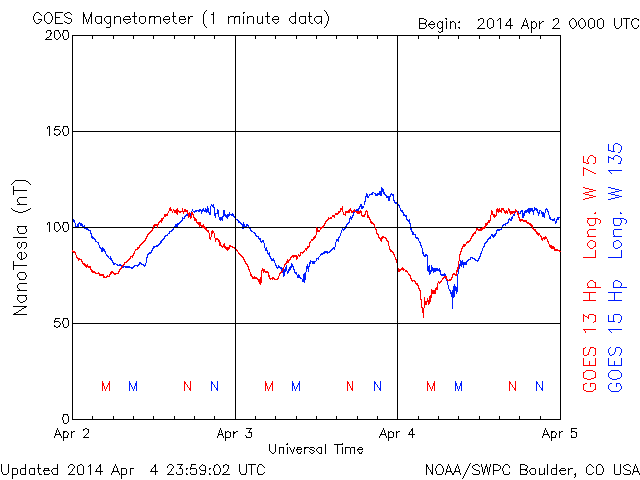 GOES Magnetometer (1 minute data)
Begin: 2014 Apr 2 0000 UTC
200
150
100
50
0
NanoTesla (nT)
M M N N M M N N M M N N
Apr 2 Apr 3 Apr 4 Apr 5
Universal Time
GOES 13 Hp Long. W 75
GOES 15 Hp Long. W 135
Updated 2014 Apr 4 23:59:02 UTC
NOAA/SWPC Boulder, CO USA